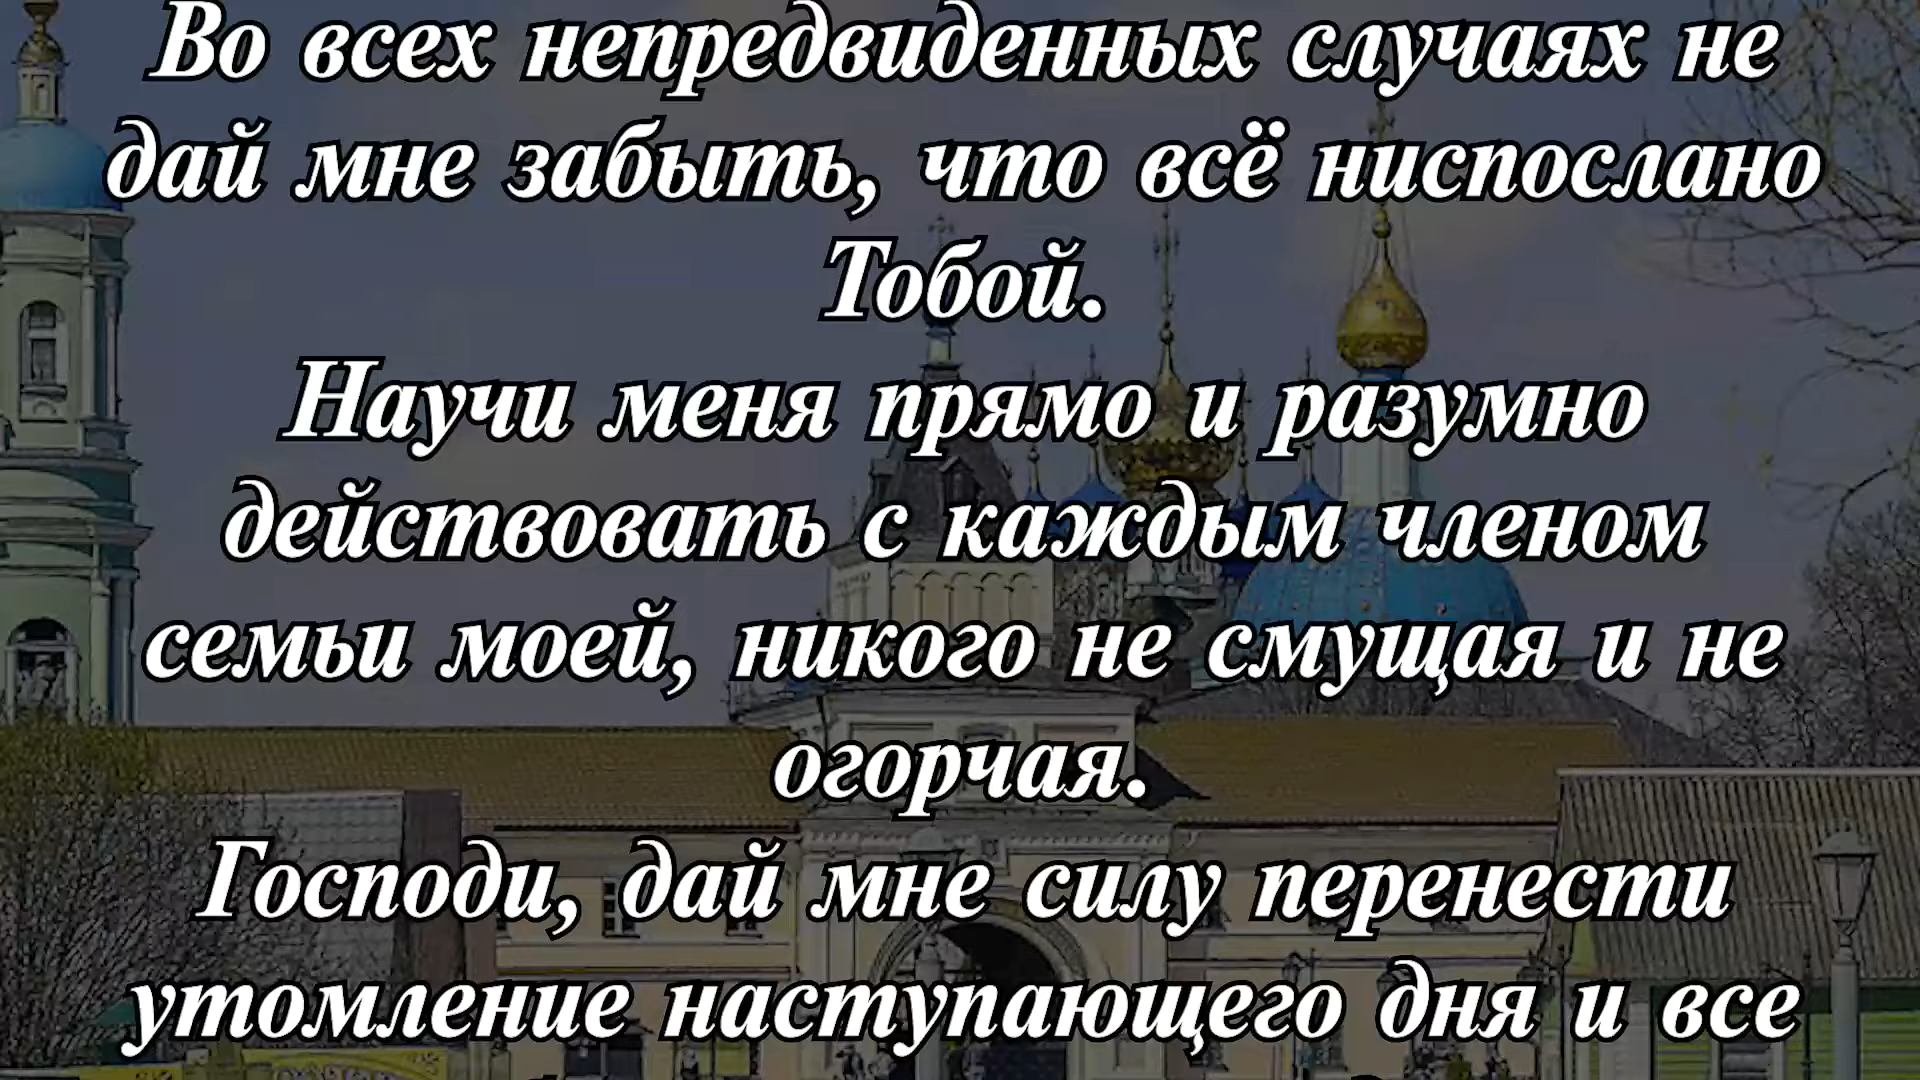 Во всех непредвиденных случаях не
дай мне забыть, что всё ниспослано
Тобой.
Научи меня прямо и разумно
действовать с каждым членом
семьи моей, никого не смущая и не
огорчая.
Господи, дай мне силу перенести
утомление наступающего дня и все